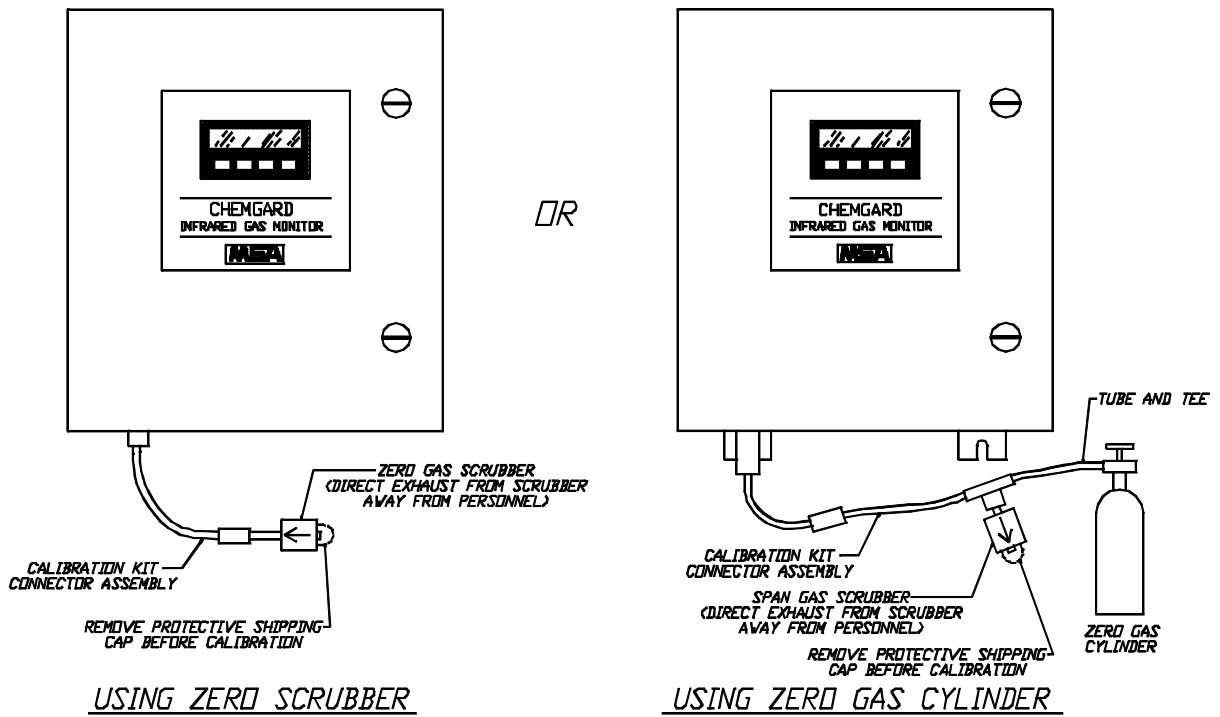 CHEMGARD
INFRARED GAS MONITOR
MSA
ZERO GAS SCRUBBER
(DIRECT EXHAUST FROM SCRUBBER
AWAY FROM PERSONNEL)
CALIBRATION KIT
CONNECTOR ASSEMBLY
REMOVE PROTECTIVE SHIPPING
CAP BEFORE CALIBRATION
USING ZERO SCRUBBER
OR
CHEMGARD
INFRARED GAS MONITOR
MSA
TUBE AND TEE
CALIBRATION KIT
CONNECTOR ASSEMBLY
SPAN GAS SCRUBBER
(DIRECT EXHAUST FROM SCRUBBER
AWAY FROM PERSONNEL)
REMOVE PROTECTIVE SHIPPING
CAP BEFORE CALIBRATION
ZERO GAS
CYLINDER
USING ZERO GAS CYLINDER